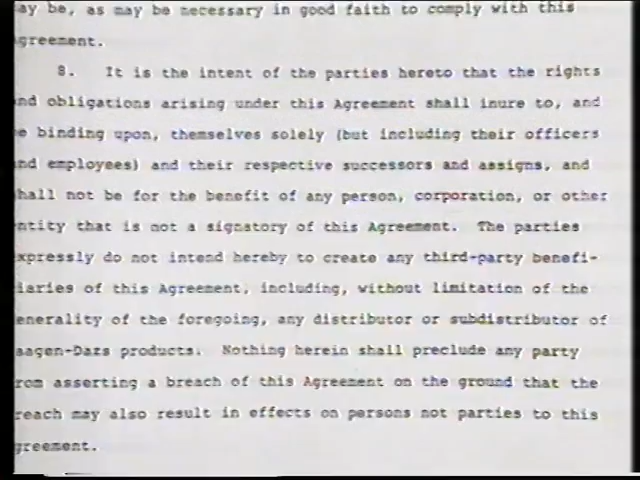 ay be, as may be necessary in good faith to comply with this
greement.
8. It is the intent of the parties hereto that the rights
nd obligations arising under this Agreement shall inure to, and
e binding upon, themselves solely (but including their officers
nd employees) and their respective successors and assigns, and
hall not be for the benefit of any person, corporation, or other
ntity that is not a signatory of this Agreement. The parties
xpressly do not intend hereby to create any third-party benefi-
iaries of this Agreement, including, without limitation of the
enerality of the foregoing, any distributor or subdistributor of
aagen-Dazs products. Nothing herein shall preclude any party
rom asserting a breach of this Agreement on the ground that the
reach may also result in effects on persons not parties to this
greement.